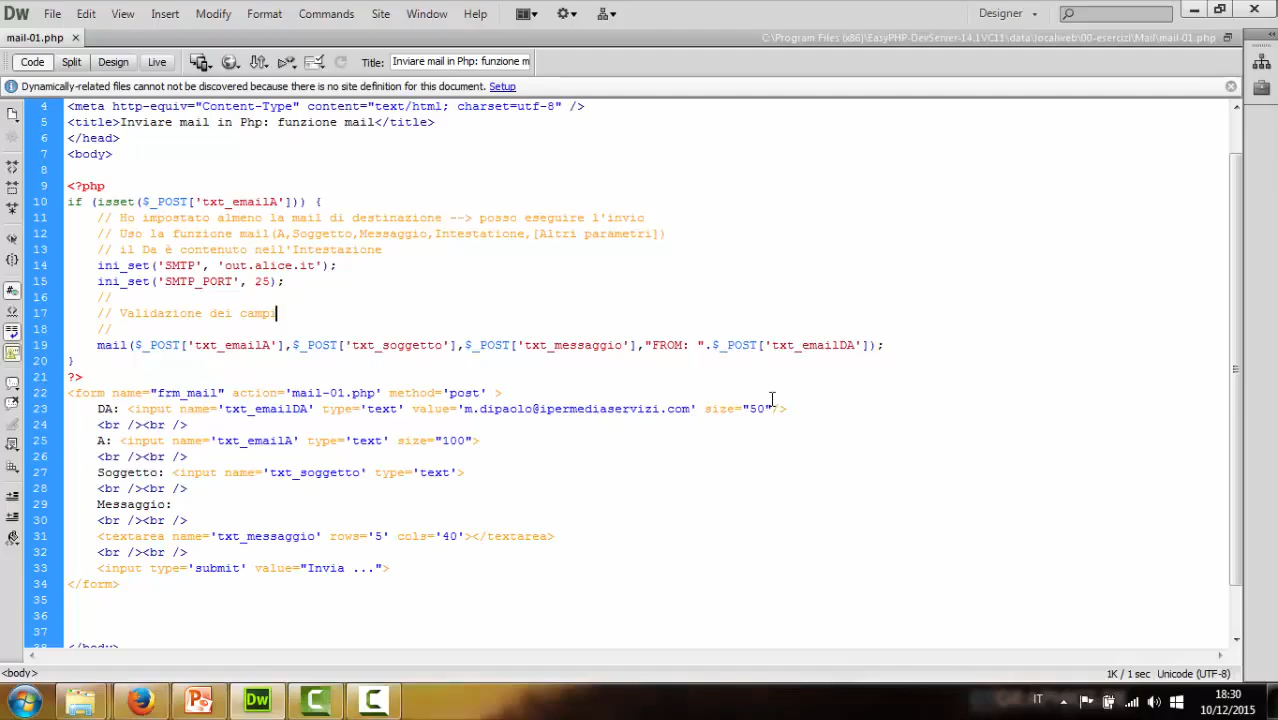 Dw File Edit View Insert Modify Format Commands Site Window Help Designer
mail-01.php × C:\Program Files (x86)\EasyPHP-DevServer-14.1VC11\data\localweb\00-esercizi\Mail\mail-01.php
Code Split Design Live Title: Inviare mail in Php: funzione m
Dynamically-related files cannot not be discovered because there is no site definition for this document. Setup
4 <meta http-equiv="Content-Type" content="text/html; charset=utf-8" />
5 <title>Inviare mail in Php: funzione mail</title>
6 </head>
7 <body>
8
9 <?php
10 if (isset($_POST['txt_emailA'])) {
11 // Ho impostato almeno la mail di destinazione --> posso eseguire l'invio
12 // Uso la funzione mail(A,Soggetto,Messaggio,Intestatione,[Altri parametri])
13 // il Da è contenuto nell'Intestazione
14 ini_set('SMTP', 'out.alice.it');
15 ini_set('SMTP_PORT', 25);
16 //
17 // Validazione dei campi
18 //
19 mail($_POST['txt_emailA'],$_POST['txt_soggetto'],$_POST['txt_messaggio'],"FROM: ".$_POST['txt_emailDA']);
20 }
21 ?>
22 <form name="frm_mail" action='mail-01.php' method='post' >
23 DA: <input name='txt_emailDA' type='text' value='m.dipaolo@ipermediaservizi.com' size="50"/>
24 <br /><br />
25 A: <input name='txt_emailA' type='text' size="100">
26 <br /><br />
27 Soggetto: <input name='txt_soggetto' type='text'>
28 <br /><br />
29 Messaggio:
30 <br /><br />
31 <textarea name='txt_messaggio' rows='5' cols='40'></textarea>
32 <br /><br />
33 <input type='submit' value="Invia ...">
34 </form>
35
36
37
38 </body>
<body> 1K / 1 sec Unicode (UTF-8)
Dw IT 18:30
10/12/2015